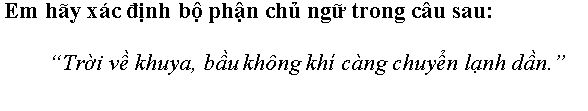 Em hãy xác định bộ phận chủ ngữ trong câu sau:
“Trời về khuya, bầu không khí càng chuyển lạnh dần.”